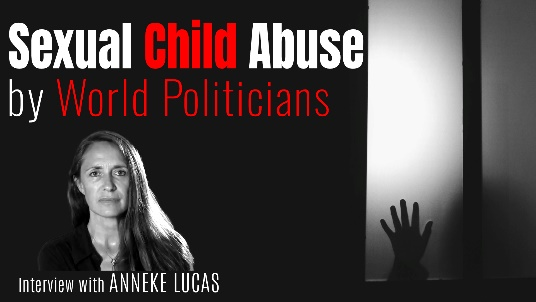 Sexual Child Abuse
by World Politicians
Interview with ANNEKE LUCAS